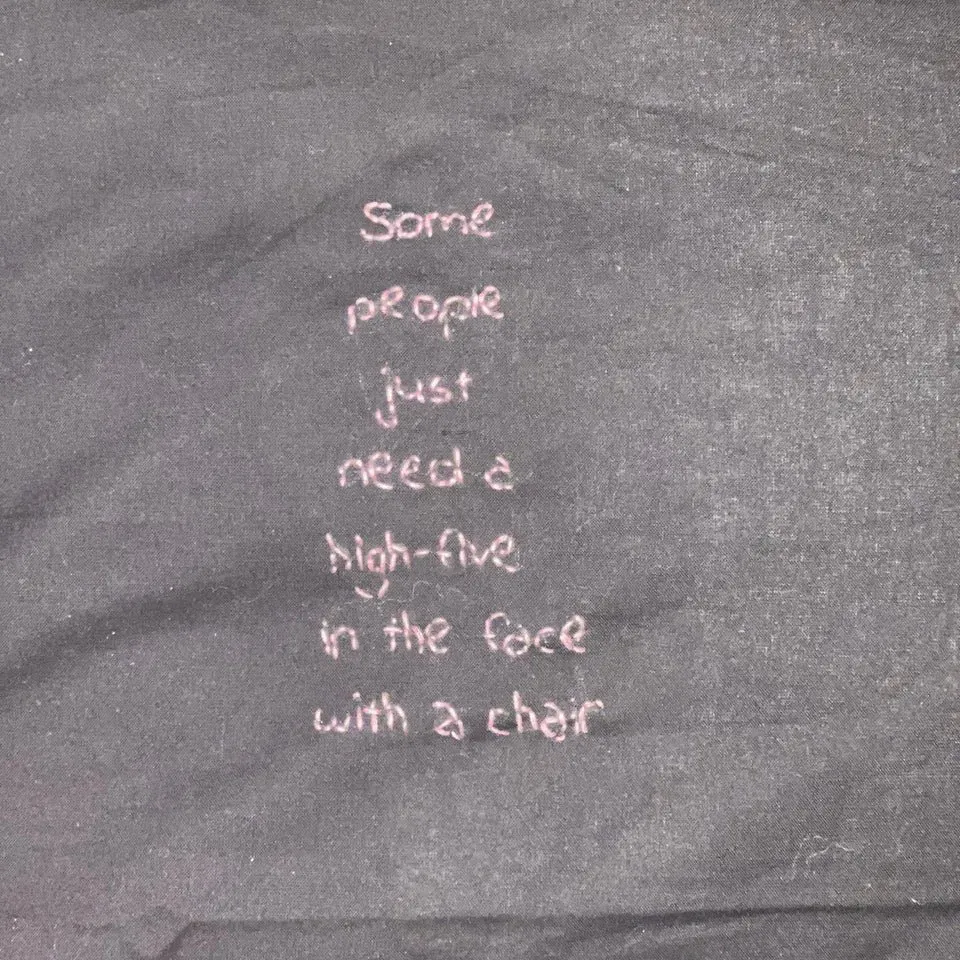 Some
people
just
need a
high-five
in the face
with a chair